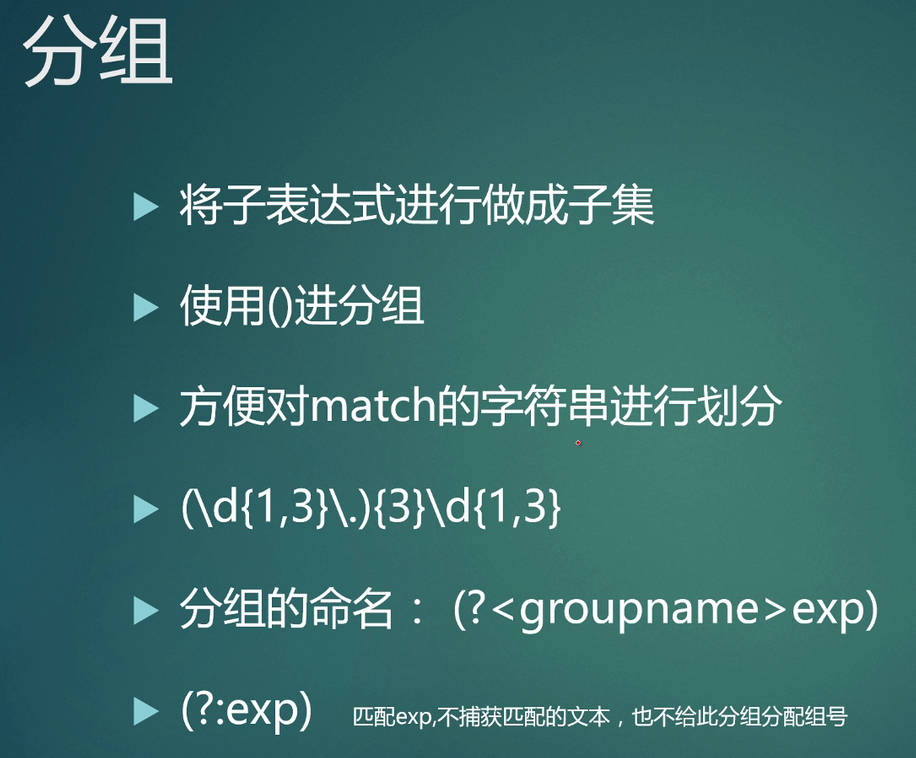 分组
将子表达式进行做成子集
使用()进分组
方便对match的字符串进行划分
(\d{1,3}\.){3}\d{1,3}
分组的命名： (?<groupname>exp)
(?:exp) 匹配exp,不捕获匹配的文本，也不给此分组分配组号